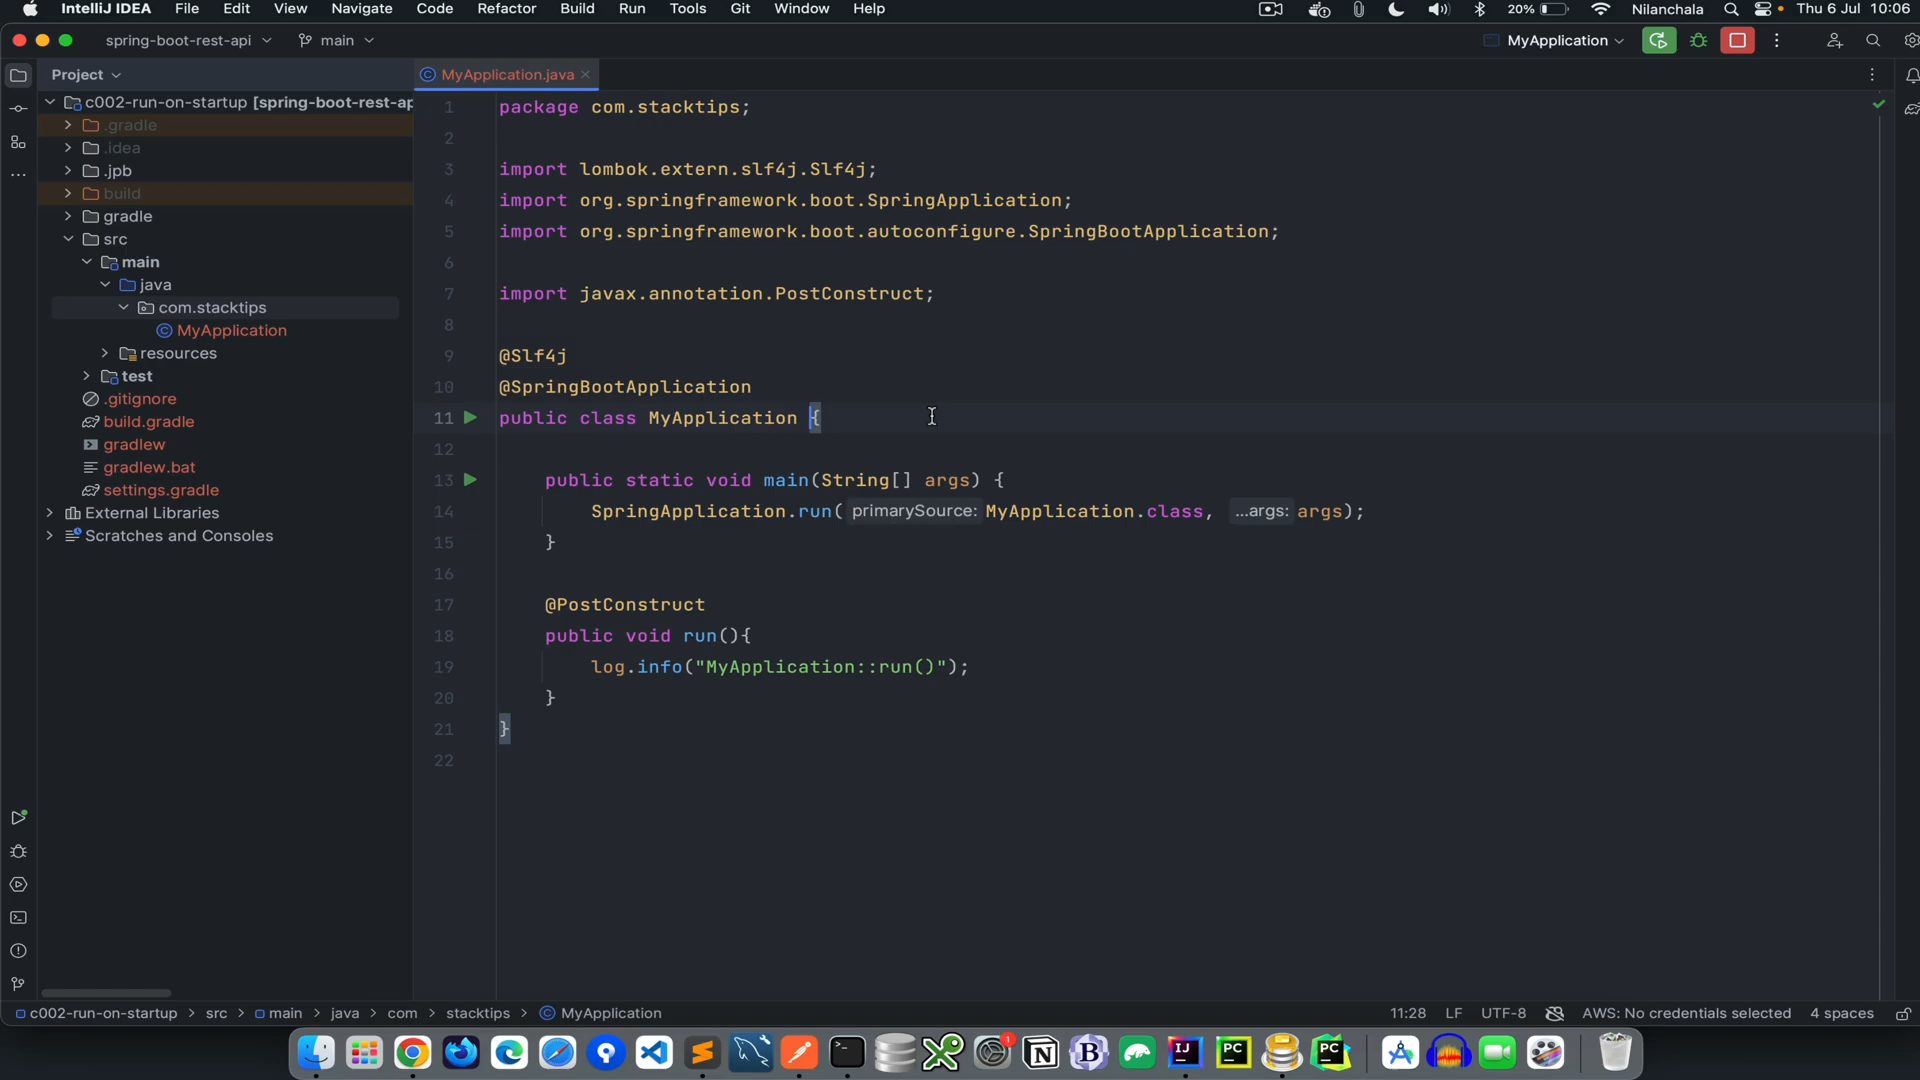 IntelliJ IDEA File Edit View Navigate Code Refactor Build Run Tools Git Window Help 20% Nilanchala Thu 6 Jul 10:06
spring-boot-rest-api main MyApplication
Project
MyApplication.java
c002-run-on-startup [spring-boot-rest-ap
.gradle
.idea
.jpb
build
gradle
src
main
java
com.stacktips
MyApplication
resources
test
.gitignore
build.gradle
gradlew
gradlew.bat
settings.gradle
External Libraries
Scratches and Consoles
1 package com.stacktips;
2
3 import lombok.extern.slf4j.Slf4j;
4 import org.springframework.boot.SpringApplication;
5 import org.springframework.boot.autoconfigure.SpringBootApplication;
6
7 import javax.annotation.PostConstruct;
8
9 @Slf4j
10 @SpringBootApplication
11 public class MyApplication {
12
13 public static void main(String[] args) {
14 SpringApplication.run( primarySource: MyApplication.class, ...args: args);
15 }
16
17 @PostConstruct
18 public void run(){
19 log.info("MyApplication::run()");
20 }
21 }
22
c002-run-on-startup > src > main > java > com > stacktips > MyApplication 11:28 LF UTF-8 AWS: No credentials selected 4 spaces
1
IJ PC PC